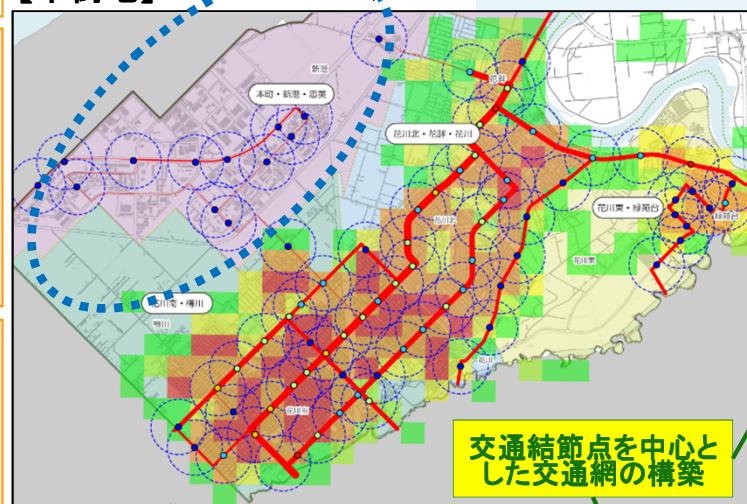 新港
本町・新港・志美
花畔
花川北・花畔・花川
花川北
花川東・緑苑台
緑苑台
花川東
花川南・樽川
樽川
花川
花川南
交通結節点を中心と
した交通網の構築